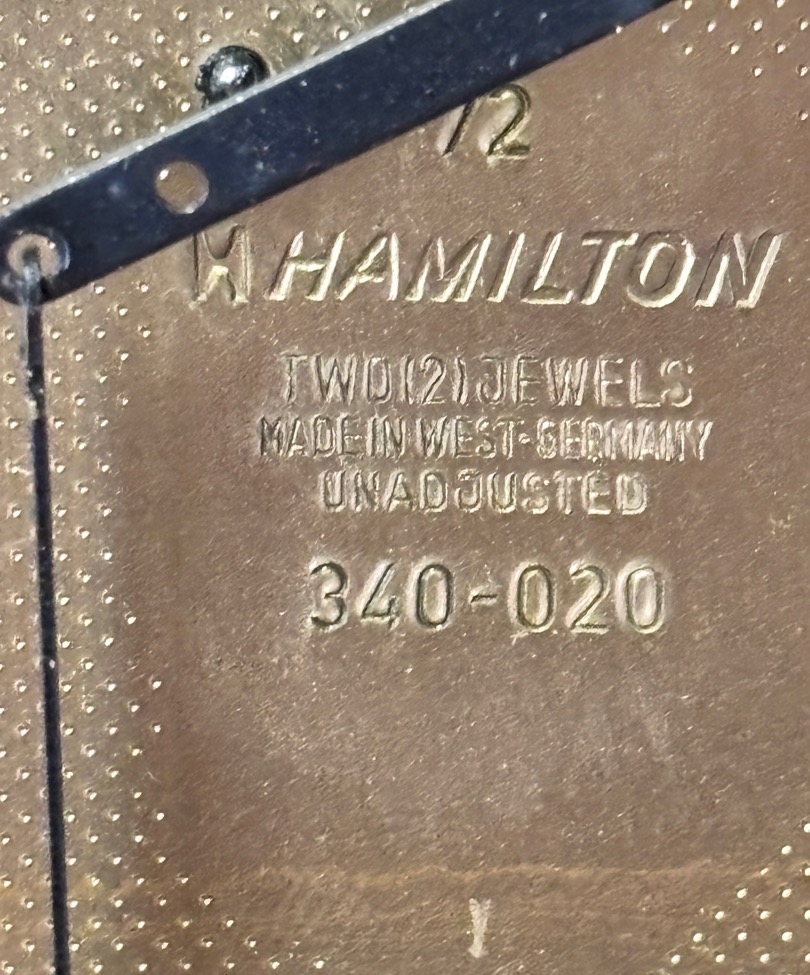 72
H HAMILTON
TWO (2) JEWELS
MADE IN WEST-GERMANY
UNADJUSTED
340-020